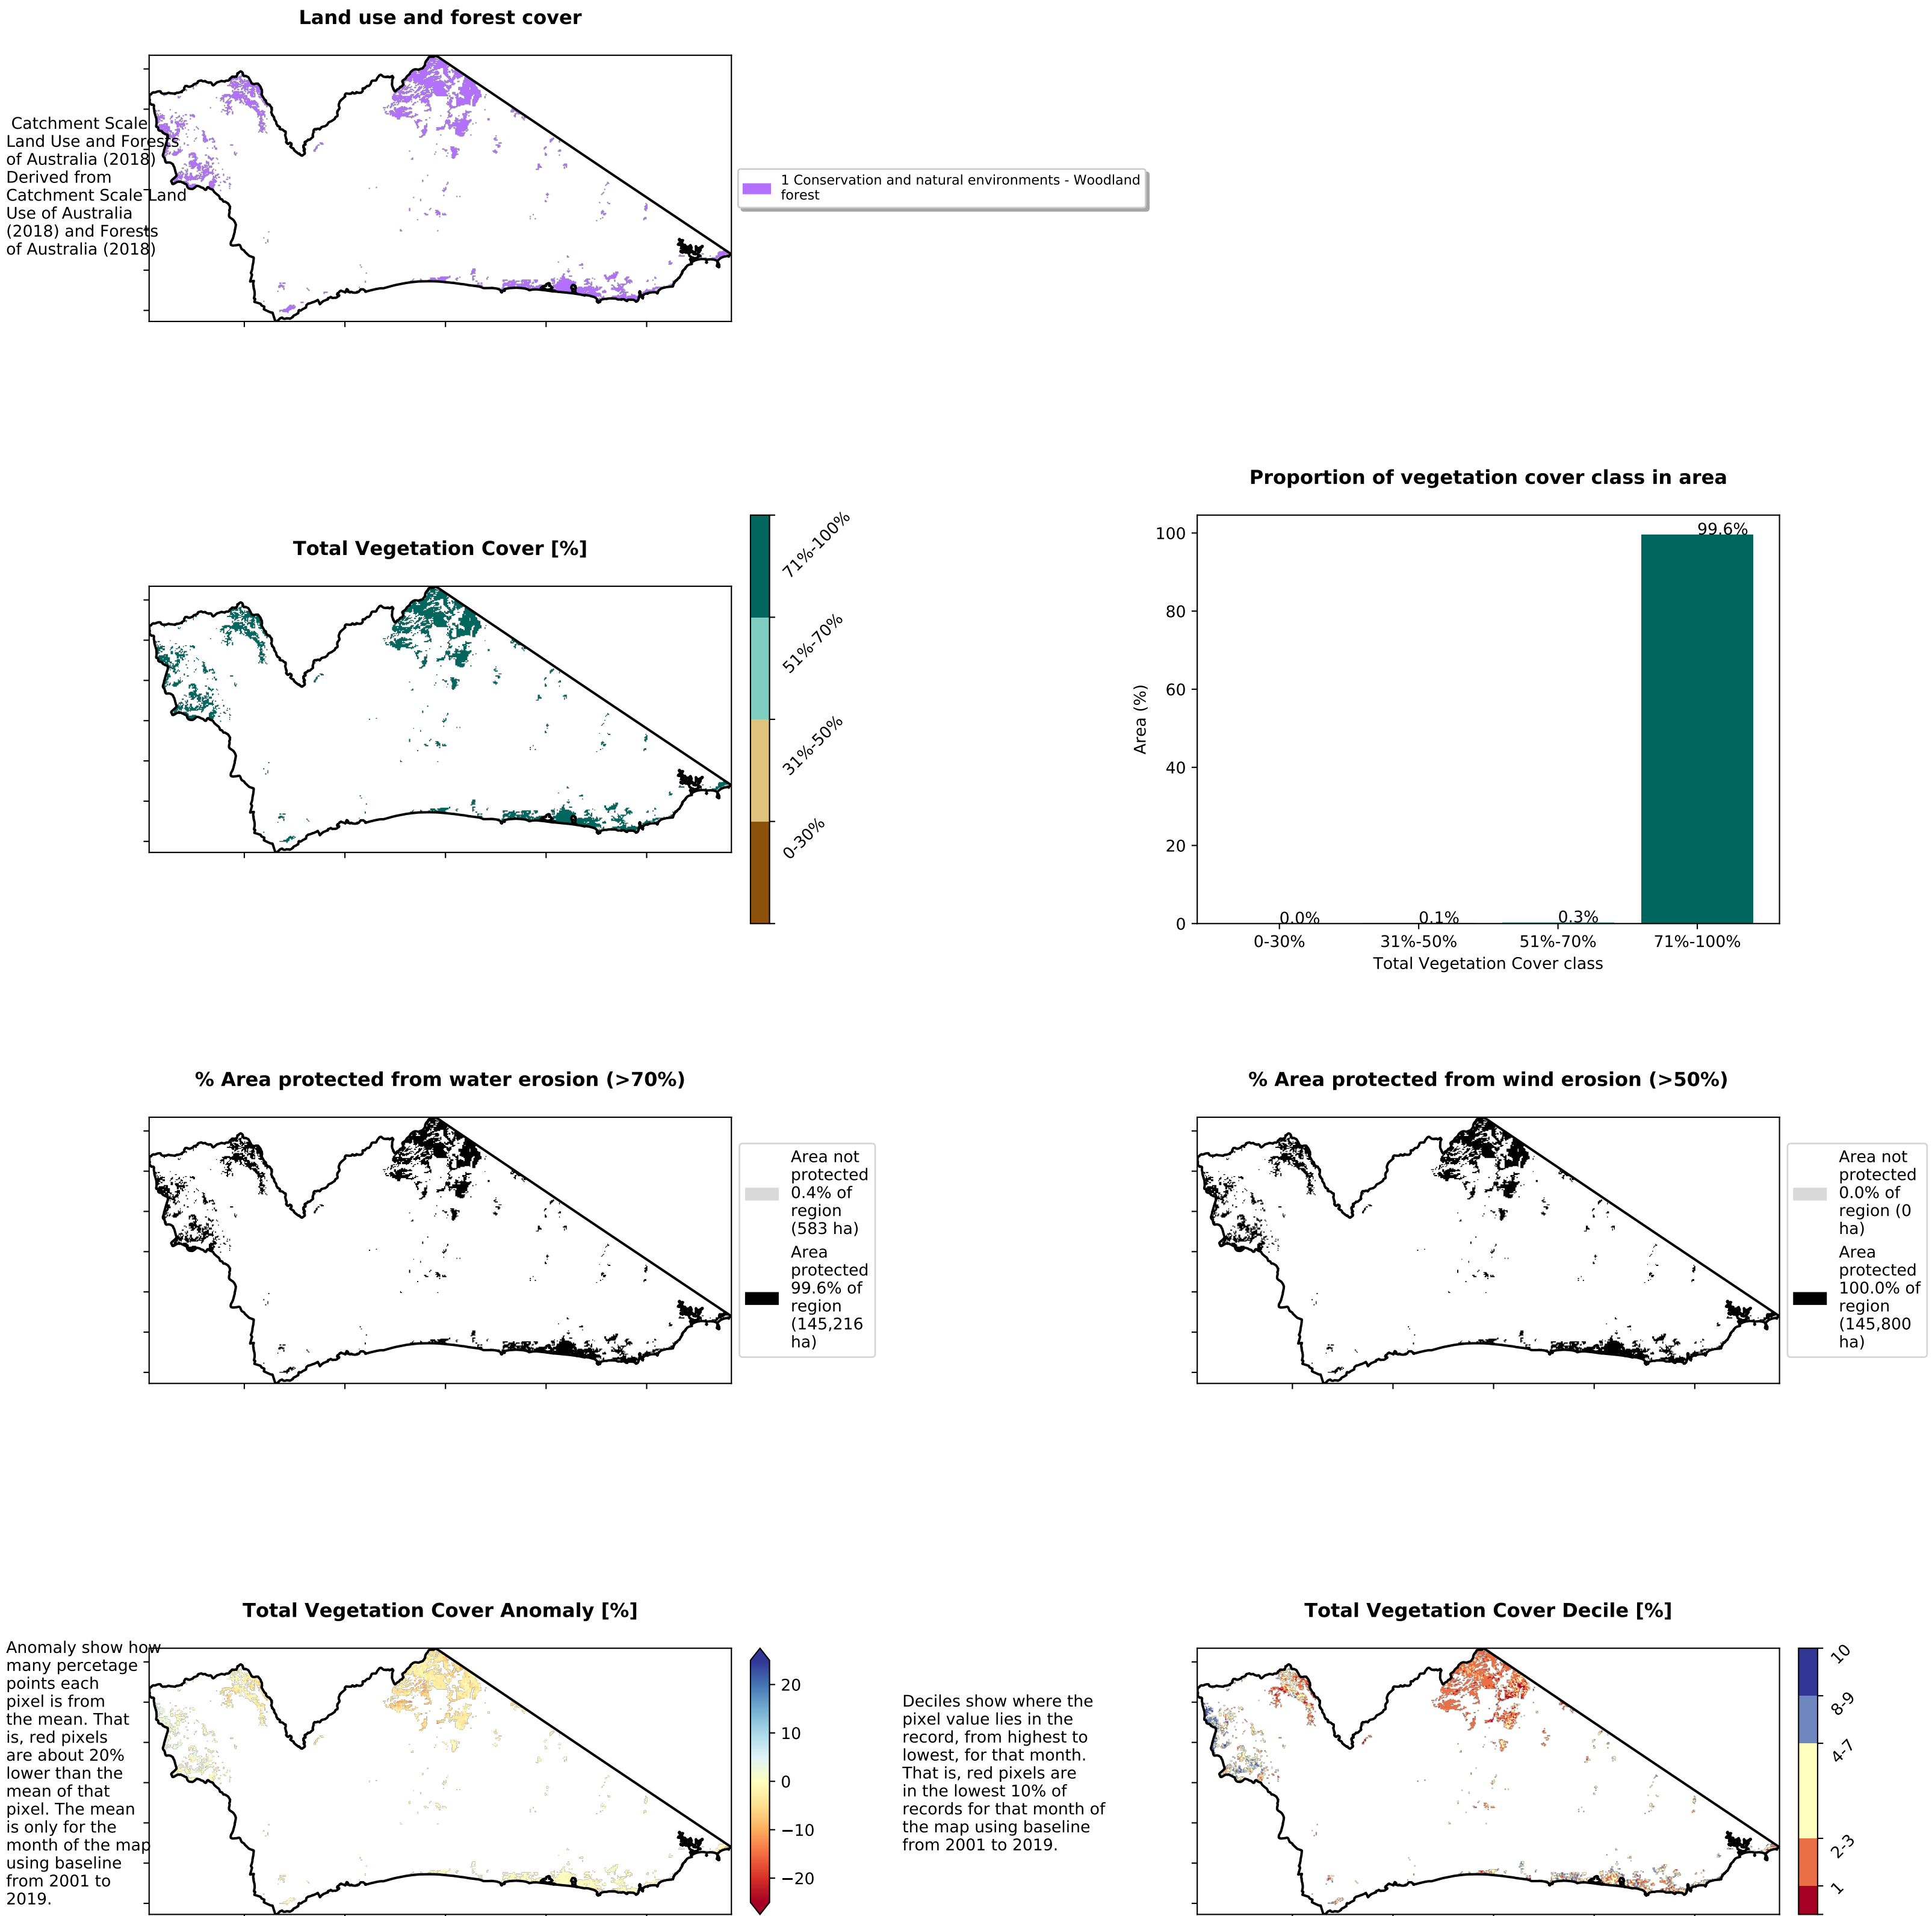 Land use and forest cover
Catchment Scale
Land Use and Forests
of Australia (2018)
Derived from
Catchment Scale Land
Use of Australia
(2018) and Forests
of Australia (2018)
1 Conservation and natural environments - Woodland
forest
Total Vegetation Cover [%]
71%-100%
51%-70%
31%-50%
0-30%
Proportion of vegetation cover class in area
Area (%)
100
80
60
40
20
0
0.0%
0.1%
0.3%
99.6%
0-30%
31%-50%
51%-70%
71%-100%
Total Vegetation Cover class
% Area protected from water erosion (>70%)
Area not
protected
0.4% of
region
(583 ha)
Area
protected
99.6% of
region
(145,216
ha)
% Area protected from wind erosion (>50%)
Area not
protected
0.0% of
region (0
ha)
Area
protected
100.0% of
region
(145,800
ha)
Total Vegetation Cover Anomaly [%]
Anomaly show how
many percetage
points each
pixel is from
the mean. That
is, red pixels
are about 20%
lower than the
mean of that
pixel. The mean
is only for the
month of the map
using baseline
from 2001 to
2019.
20
10
0
−10
−20
Total Vegetation Cover Decile [%]
Deciles show where the
pixel value lies in the
record, from highest to
lowest, for that month.
That is, red pixels are
in the lowest 10% of
records for that month of
the map using baseline
from 2001 to 2019.
10
8-9
4-7
2-3
1